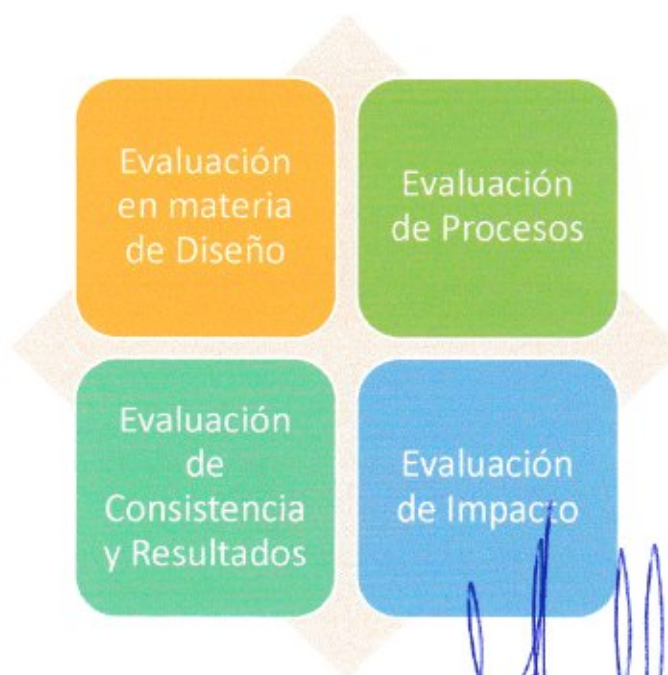 Evaluación
en materia
de Diseño
Evaluación
de Procesos
Evaluación
de
Consistencia
y Resultados
Evaluación
de Impacto